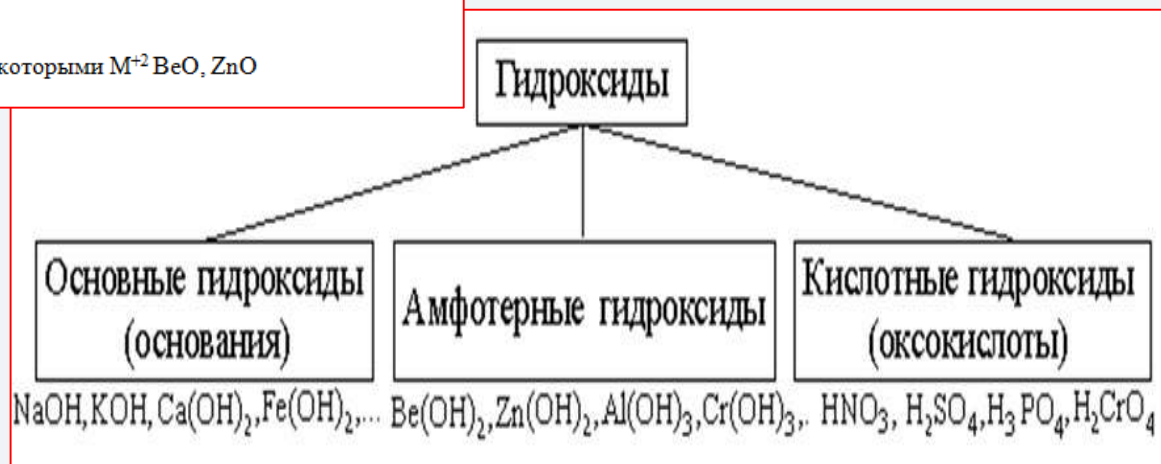 которыми M⁺² BeO, ZnO
Гидроксиды
Основные гидроксиды
(основания)
Амфотерные гидроксиды
Кислотные гидроксиды
(оксокислоты)
NaOH, KOH, Ca(OH)₂, Fe(OH)₂,...
Be(OH)₂, Zn(OH)₂, Al(OH)₃, Cr(OH)₃,.
HNO₃, H₂SO₄, H₃PO₄, H₂CrO₄